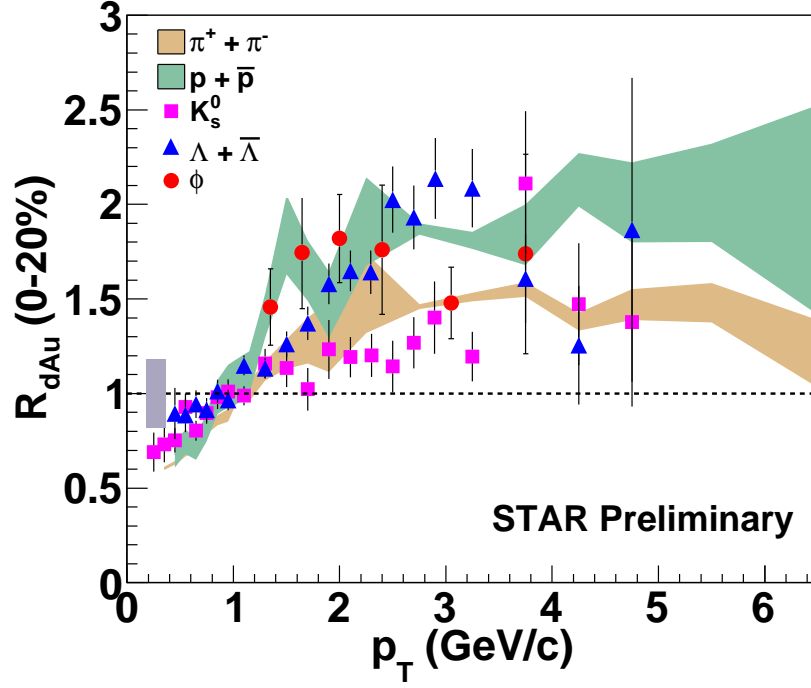 3
2.5
2
1.5
1
0.5
0
R_dAu (0-20%)
π⁺ + π⁻
p + p̅
K⁰_s
Λ + Λ̅
ϕ
STAR Preliminary
0 1 2 3 4 5 6
p_T (GeV/c)